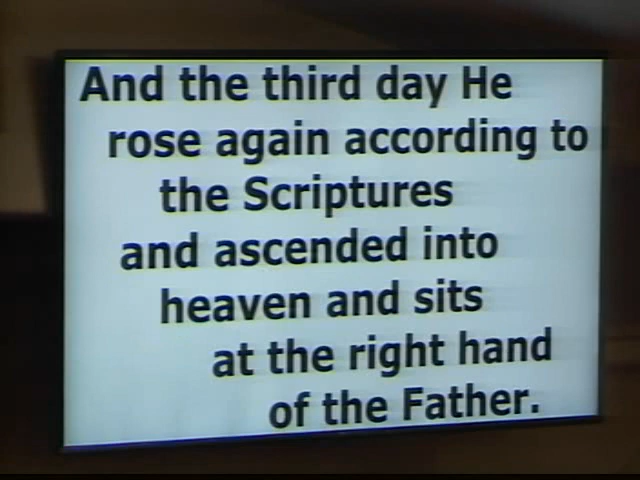 And the third day He
rose again according to
the Scriptures
and ascended into
heaven and sits
at the right hand
of the Father.